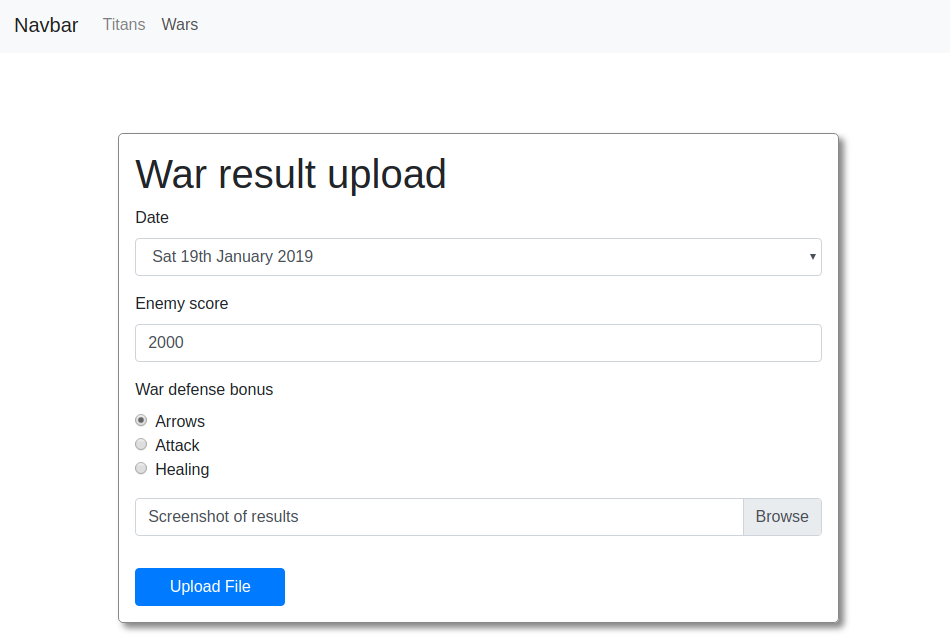 Navbar Titans Wars
War result upload
Date
Sat 19th January 2019
Enemy score
2000
War defense bonus
Arrows
Attack
Healing
Screenshot of results Browse
Upload File